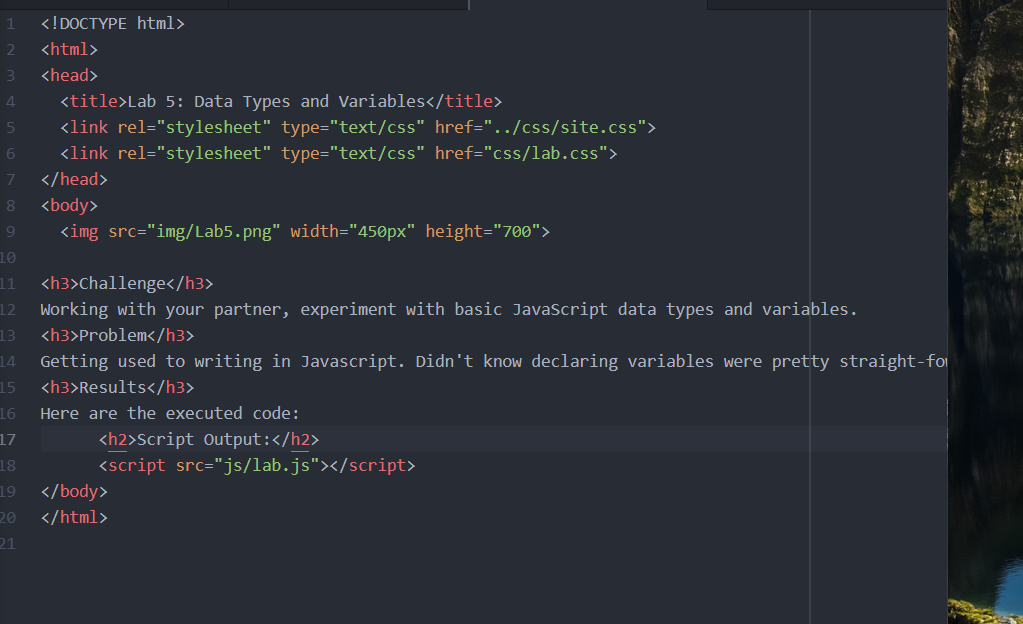 1 <!DOCTYPE html>
2 <html>
3 <head>
4 <title>Lab 5: Data Types and Variables</title>
5 <link rel="stylesheet" type="text/css" href="../css/site.css">
6 <link rel="stylesheet" type="text/css" href="css/lab.css">
7 </head>
8 <body>
9 <img src="img/Lab5.png" width="450px" height="700">
10
11 <h3>Challenge</h3>
12 Working with your partner, experiment with basic JavaScript data types and variables.
13 <h3>Problem</h3>
14 Getting used to writing in Javascript. Didn't know declaring variables were pretty
15 <h3>Results</h3>
16 Here are the executed code:
17 <h2>Script Output:</h2>
18 <script src="js/lab.js"></script>
19 </body>
20 </html>
21